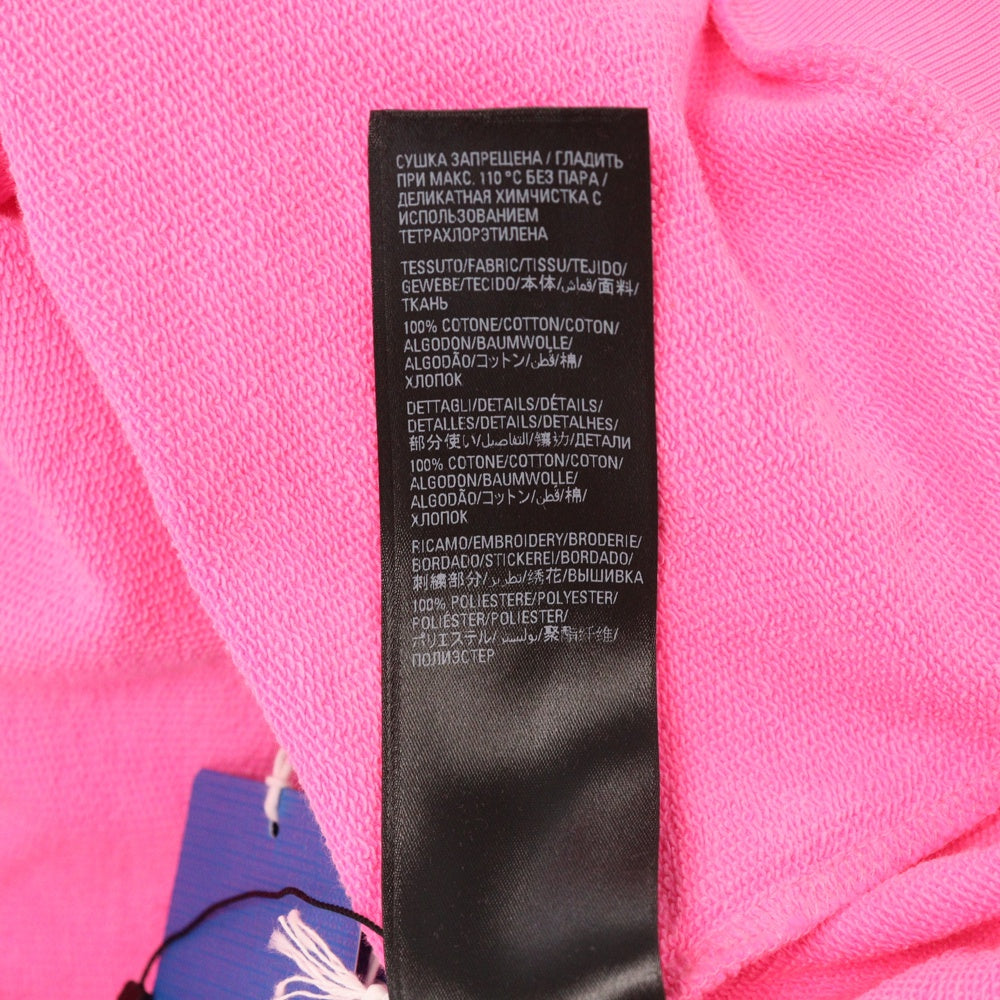 СУШКА ЗАПРЕЩЕНА / ГЛАДИТЬ
ПРИ МАКС. 110 °C БЕЗ ПАРА /
ДЕЛИКАТНАЯ ХИМЧИСТКА С
ИСПОЛЬЗОВАНИЕМ
ТЕТРАХЛОРЭТИЛЕНА
TESSUTO/FABRIC/TISSU/TEJIDO/
GEWEBE/TECIDO/本体/قماش/面料/
ТКАНЬ
100% COTONE/COTTON/COTON/
ALGODON/BAUMWOLLE/
ALGODÃO/コットン/قطن/棉/
ХЛОПОК
DETTAGLI/DETAILS/DÉTAILS/
DETALLES/DETAILS/DETALHES/
部分使い/التفاصيل/镶边/ДЕТАЛИ
100% COTONE/COTTON/COTON/
ALGODON/BAUMWOLLE/
ALGODÃO/コットン/قطن/棉/
ХЛОПОК
RICAMO/EMBROIDERY/BRODERIE/
BORDADO/STICKEREI/BORDADO/
刺繍部分/تطريز/绣花/ВЫШИВКА
100% POLIESTERE/POLYESTER/
POLIÉSTER/POLIESTER/
ポリエステル/بوليستر/聚酯纤维/
ПОЛИЭСТЕР